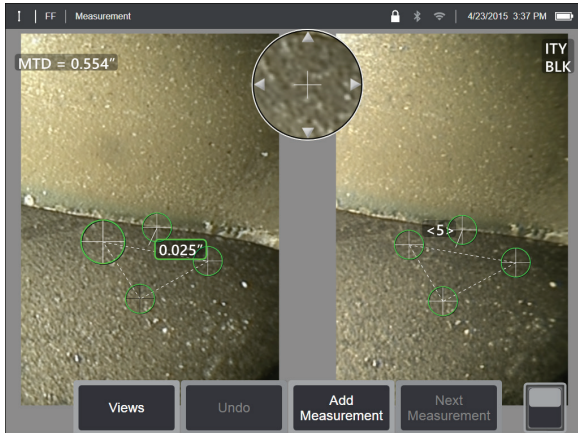 I FF Measurement 4/23/2015 3:37 PM
MTD = 0.554"
ITY
BLK
0.025"
<5>
Views
Undo
Add
Measurement
Next
Measurement